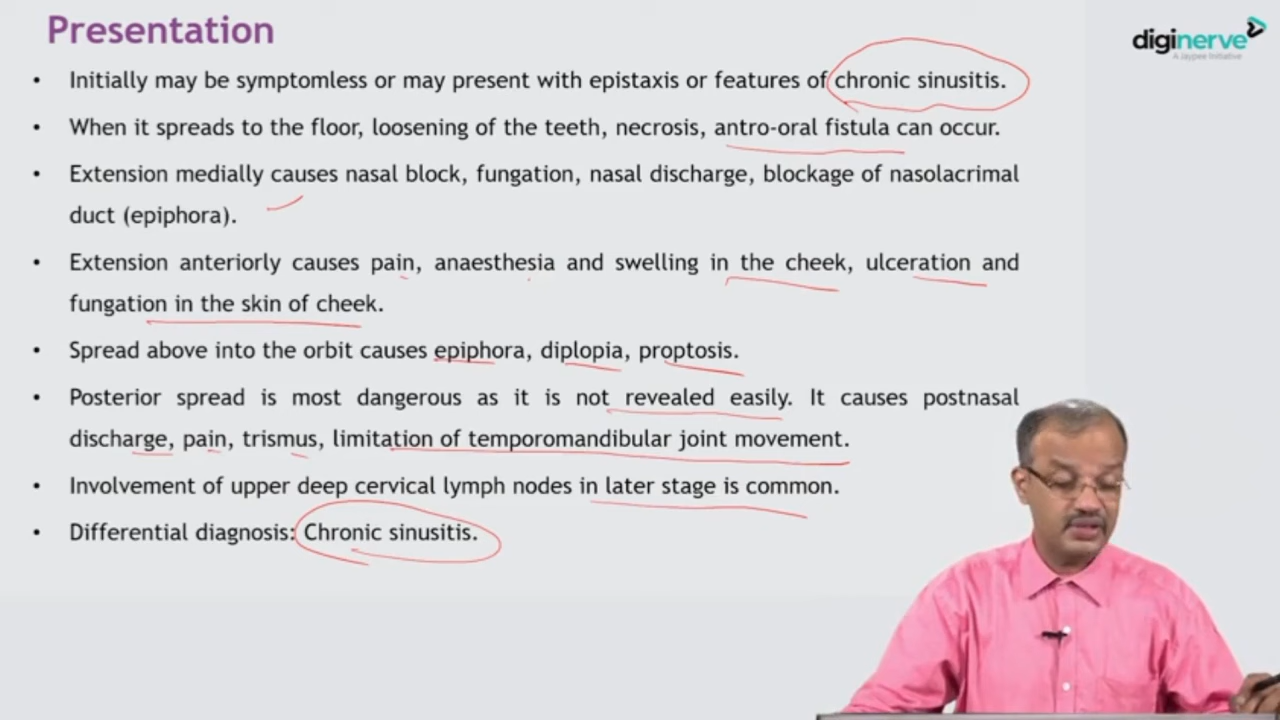 Presentation
diginerve
A Jaypee Initiative
• Initially may be symptomless or may present with epistaxis or features of chronic sinusitis.
• When it spreads to the floor, loosening of the teeth, necrosis, antro-oral fistula can occur.
• Extension medially causes nasal block, fungation, nasal discharge, blockage of nasolacrimal
duct (epiphora).
• Extension anteriorly causes pain, anaesthesia and swelling in the cheek, ulceration and
fungation in the skin of cheek.
• Spread above into the orbit causes epiphora, diplopia, proptosis.
• Posterior spread is most dangerous as it is not revealed easily. It causes postnasal
discharge, pain, trismus, limitation of temporomandibular joint movement.
• Involvement of upper deep cervical lymph nodes in later stage is common.
• Differential diagnosis: Chronic sinusitis.